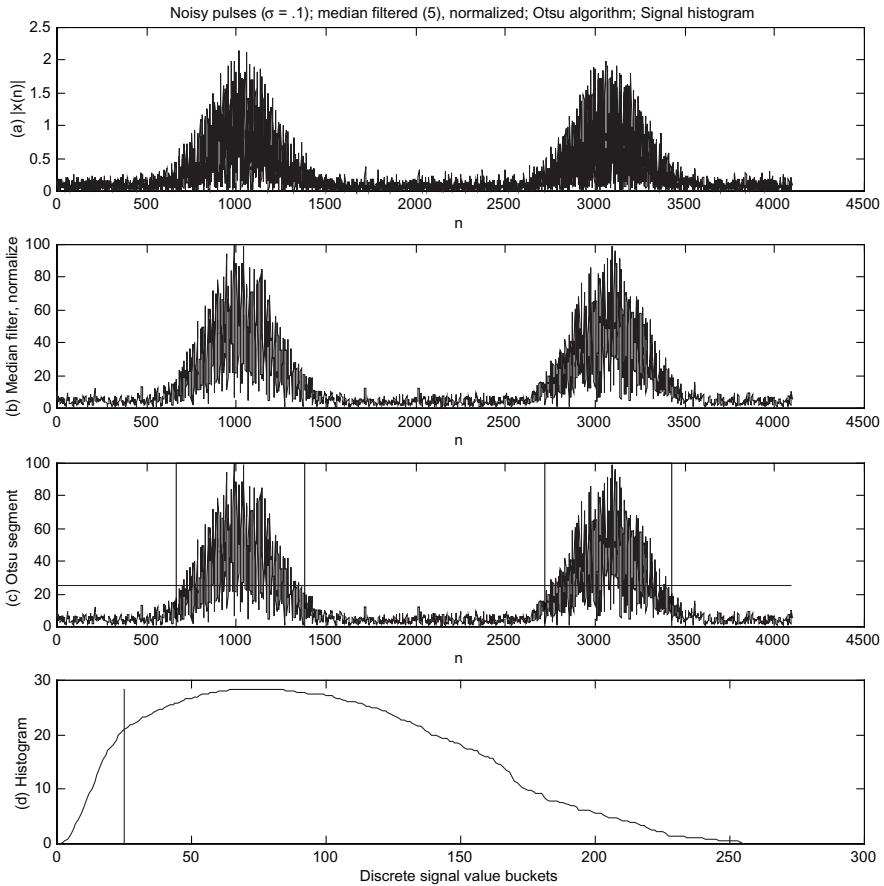 Noisy pulses (σ = .1); median filtered (5), normalized; Otsu algorithm; Signal histogram
2.5
2
1.5
1
0.5
0
(a) |x(n)|
0 500 1000 1500 2000 2500 3000 3500 4000 4500
n
100
80
60
40
20
0
(b) Median filter, normalize
0 500 1000 1500 2000 2500 3000 3500 4000 4500
n
100
80
60
40
20
0
(c) Otsu segment
0 500 1000 1500 2000 2500 3000 3500 4000 4500
n
30
20
10
0
(d) Histogram
0 50 100 150 200 250 300
Discrete signal value buckets